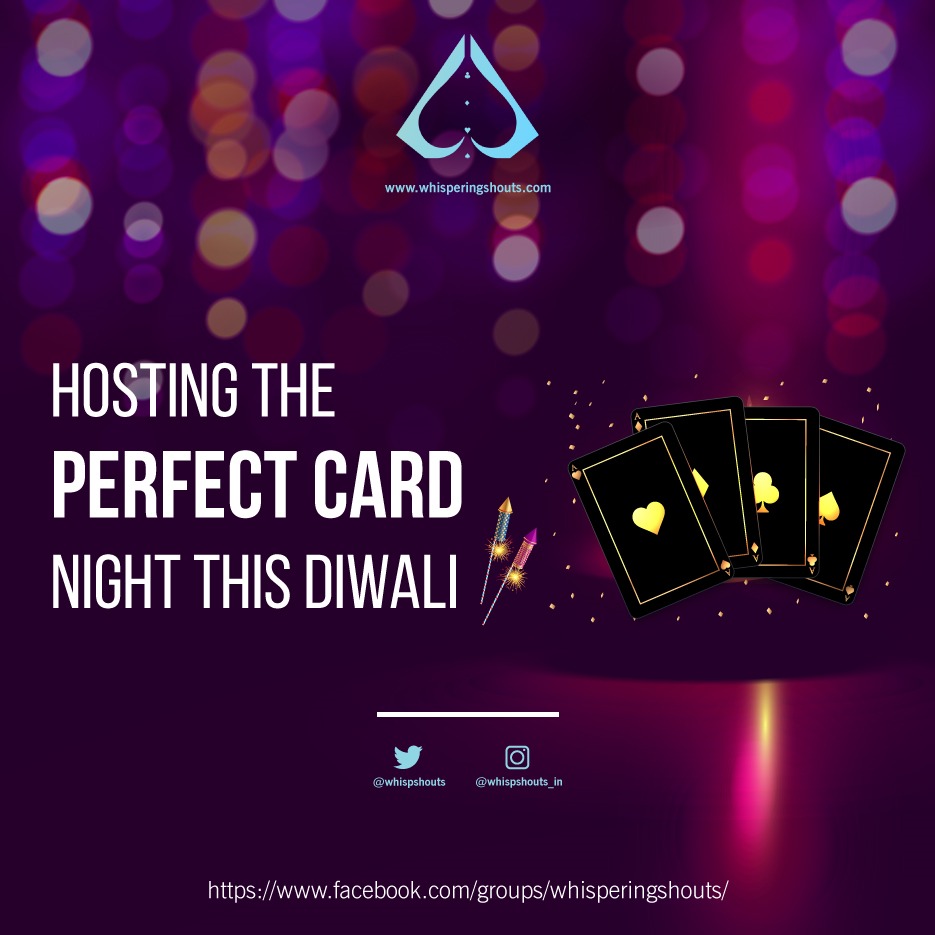 www.whisperingshouts.com
HOSTING THE
PERFECT CARD
NIGHT THIS DIWALI
A
A
A
A
A
@whispshouts
@whispshouts_in
https://www.facebook.com/groups/whisperingshouts/